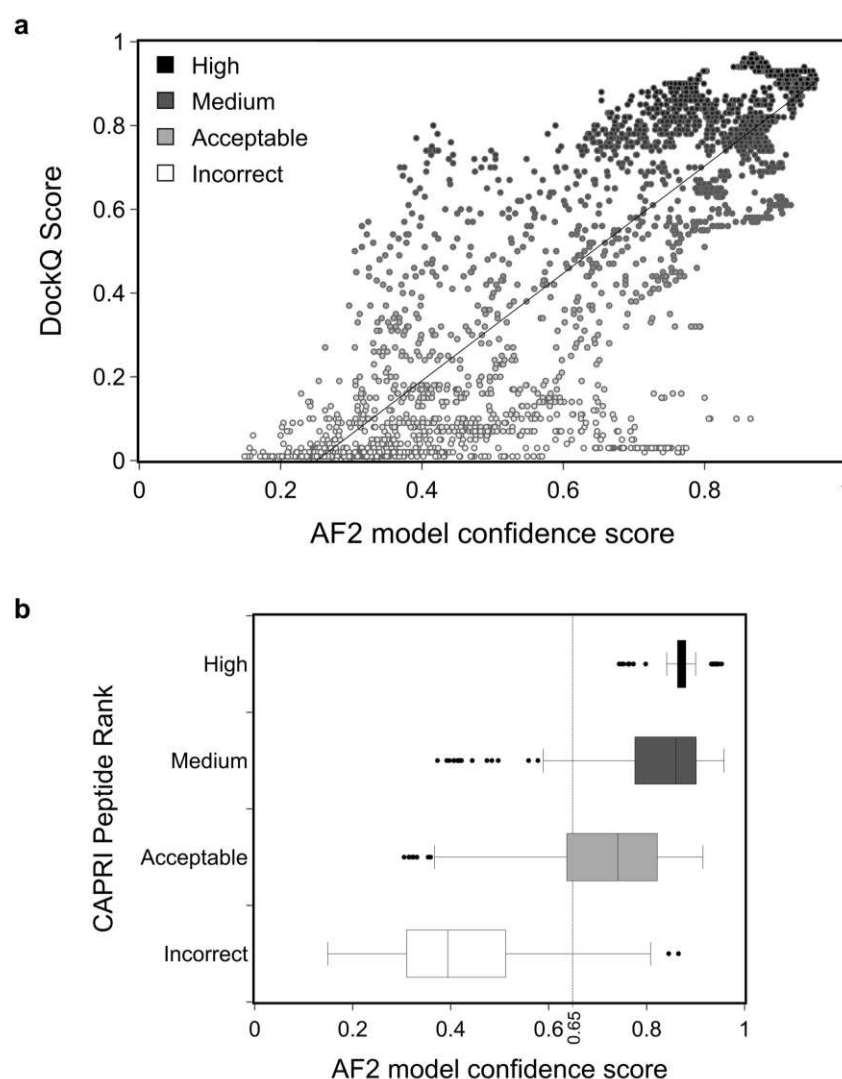 a
1
High
Medium
Acceptable
Incorrect
0.8
0.6
0.4
0.2
0
DockQ Score
0 0.2 0.4 0.6 0.8
AF2 model confidence score
b
High
Medium
Acceptable
Incorrect
CAPRI Peptide Rank
0 0.2 0.4 0.6 0.65 0.8 1
AF2 model confidence score